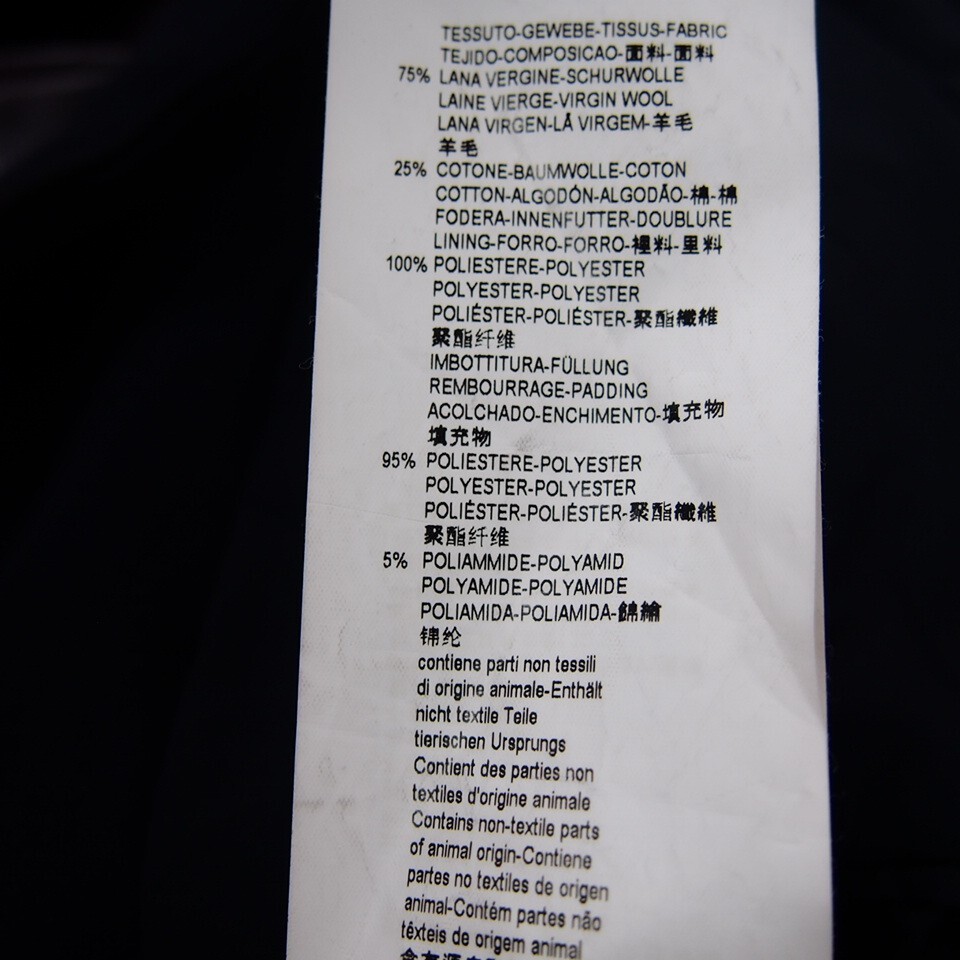 TESSUTO-GEWEBE-TISSUS-FABRIC
TEJIDO-COMPOSICAO-面料-面料
75% LANA VERGINE-SCHURWOLLE
LAINE VIERGE-VIRGIN WOOL
LANA VIRGEN-LÃ VIRGEM-羊毛
羊毛
25% COTONE-BAUMWOLLE-COTON
COTTON-ALGODÓN-ALGODÃO-棉-棉
FODERA-INNENFUTTER-DOUBLURE
LINING-FORRO-FORRO-裡料-里料
100% POLIESTERE-POLYESTER
POLYESTER-POLYESTER
POLIÉSTER-POLIÉSTER-聚酯纖維
聚酯纤维
IMBOTTITURA-FÜLLUNG
REMBOURRAGE-PADDING
ACOLCHADO-ENCHIMENTO-填充物
填充物
95% POLIESTERE-POLYESTER
POLYESTER-POLYESTER
POLIÉSTER-POLIÉSTER-聚酯纖維
聚酯纤维
5% POLIAMMIDE-POLYAMID
POLYAMIDE-POLYAMIDE
POLIAMIDA-POLIAMIDA-錦綸
锦纶
contiene parti non tessili
di origine animale-Enthält
nicht textile Teile
tierischen Ursprungs
Contient des parties non
textiles d'origine animale
Contains non-textile parts
of animal origin-Contiene
partes no textiles de origen
animal-Contém partes não
têxteis de origem animal